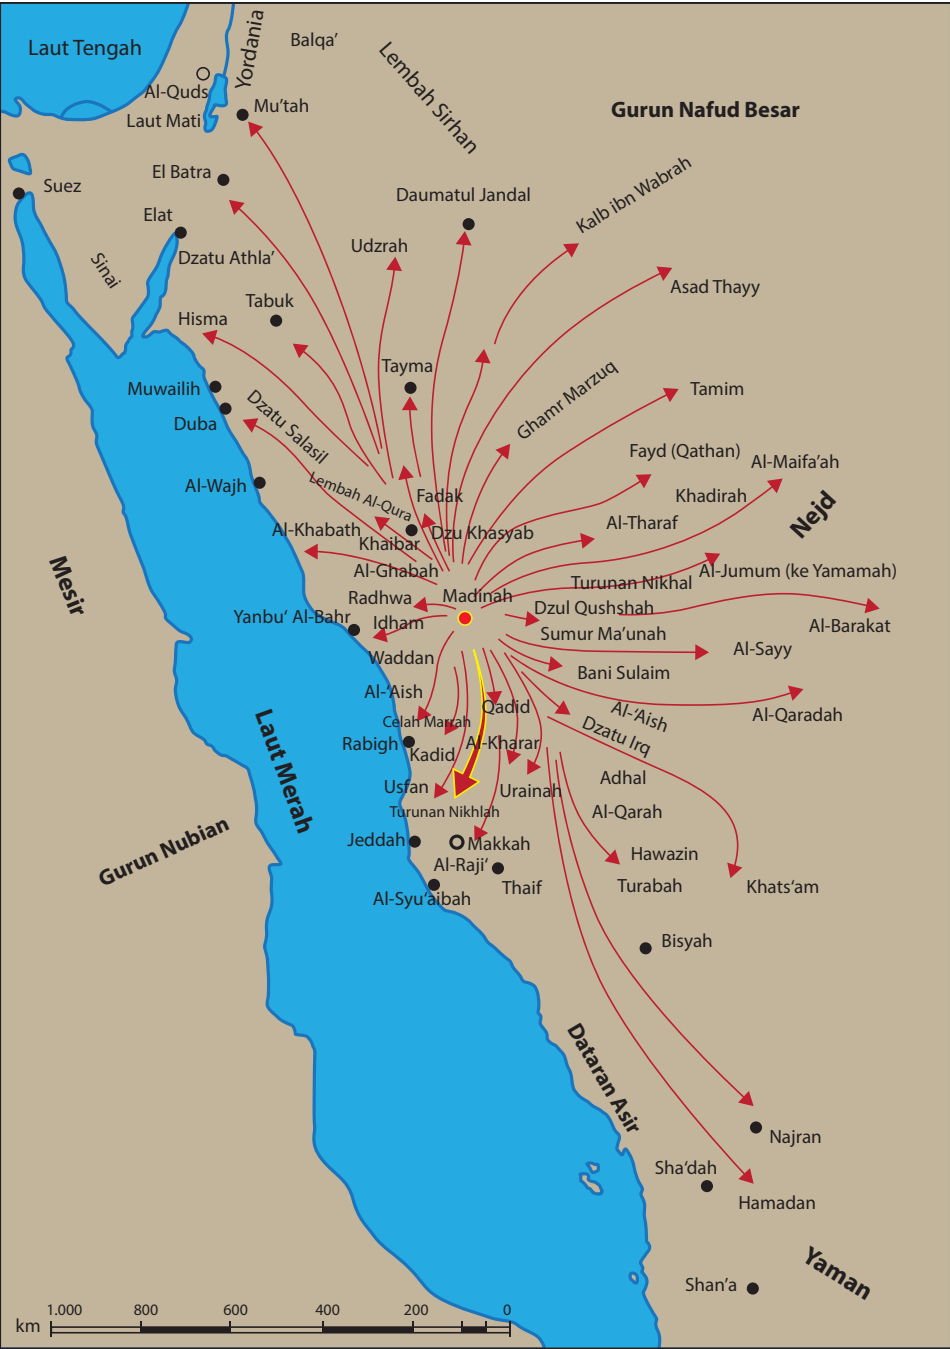 Laut Tengah
Yordania
Balqa’
Lembah Sirhan
Al-Quds
Mu’tah
Laut Mati
Gurun Nafud Besar
El Batra
Suez
Daumatul Jandal
Kalb ibn Wabrah
Elat
Udzrah
Dzatu Athla’
Sinai
Asad Thayy
Tabuk
Hisma
Tayma
Ghamr Marzuq
Muwailih
Tamim
Duba
Dzatu Salasil
Fayd (Qathan)
Al-Maifa’ah
Al-Wajh
Lembah Al-Qura
Fadak
Khadirah
Nejd
Al-Khabath
Khaibar
Dzu Khasyab
Al-Tharaf
Al-Ghabah
Al-Jumum (ke Yamamah)
Turunan Nikhal
Mesir
Radhwa
Madinah
Dzul Qushshah
Yanbu‘ Al-Bahr
Idham
Sumur Ma’unah
Al-Barakat
Al-Sayy
Waddan
Bani Sulaim
Al-‘Aish
Qadid
Al-‘Aish
Al-Qaradah
Celah Marrah
Dzatu Irq
Laut Merah
Rabigh
Kadid
Al-Kharar
Usfan
Urainah
Adhal
Turunan Nikhlah
Al-Qarah
Gurun Nubian
Jeddah
Makkah
Hawazin
Al-Raji‘
Thaif
Turabah
Khats‘am
Al-Syu‘aibah
Bisyah
Dataran Asir
Najran
Sha‘dah
Hamadan
Yaman
Shan’a
1.000 800 600 400 200 0
km